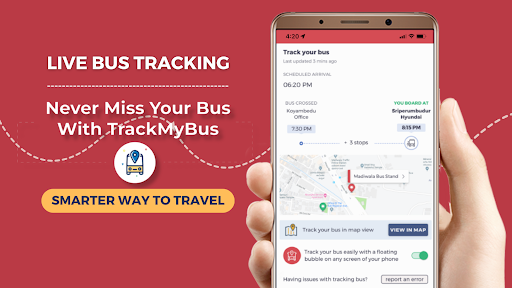 LIVE BUS TRACKING
Never Miss Your Bus
With TrackMyBus
SMARTER WAY TO TRAVEL
4:20
Track your bus
Last updated 3 mins ago
SCHEDULED ARRIVAL
06:20 PM
BUS CROSSED
Koyambedu
Office
7:30 PM
YOU BOARD AT
Sriperumbudur
Hyundai
8:15 PM
3 stops
Madiwala Bus Stand
Track your bus in map view
VIEW IN MAP
Track your bus easily with a floating
bubble on any screen of your phone
Having issues with tracking bus?
report an error